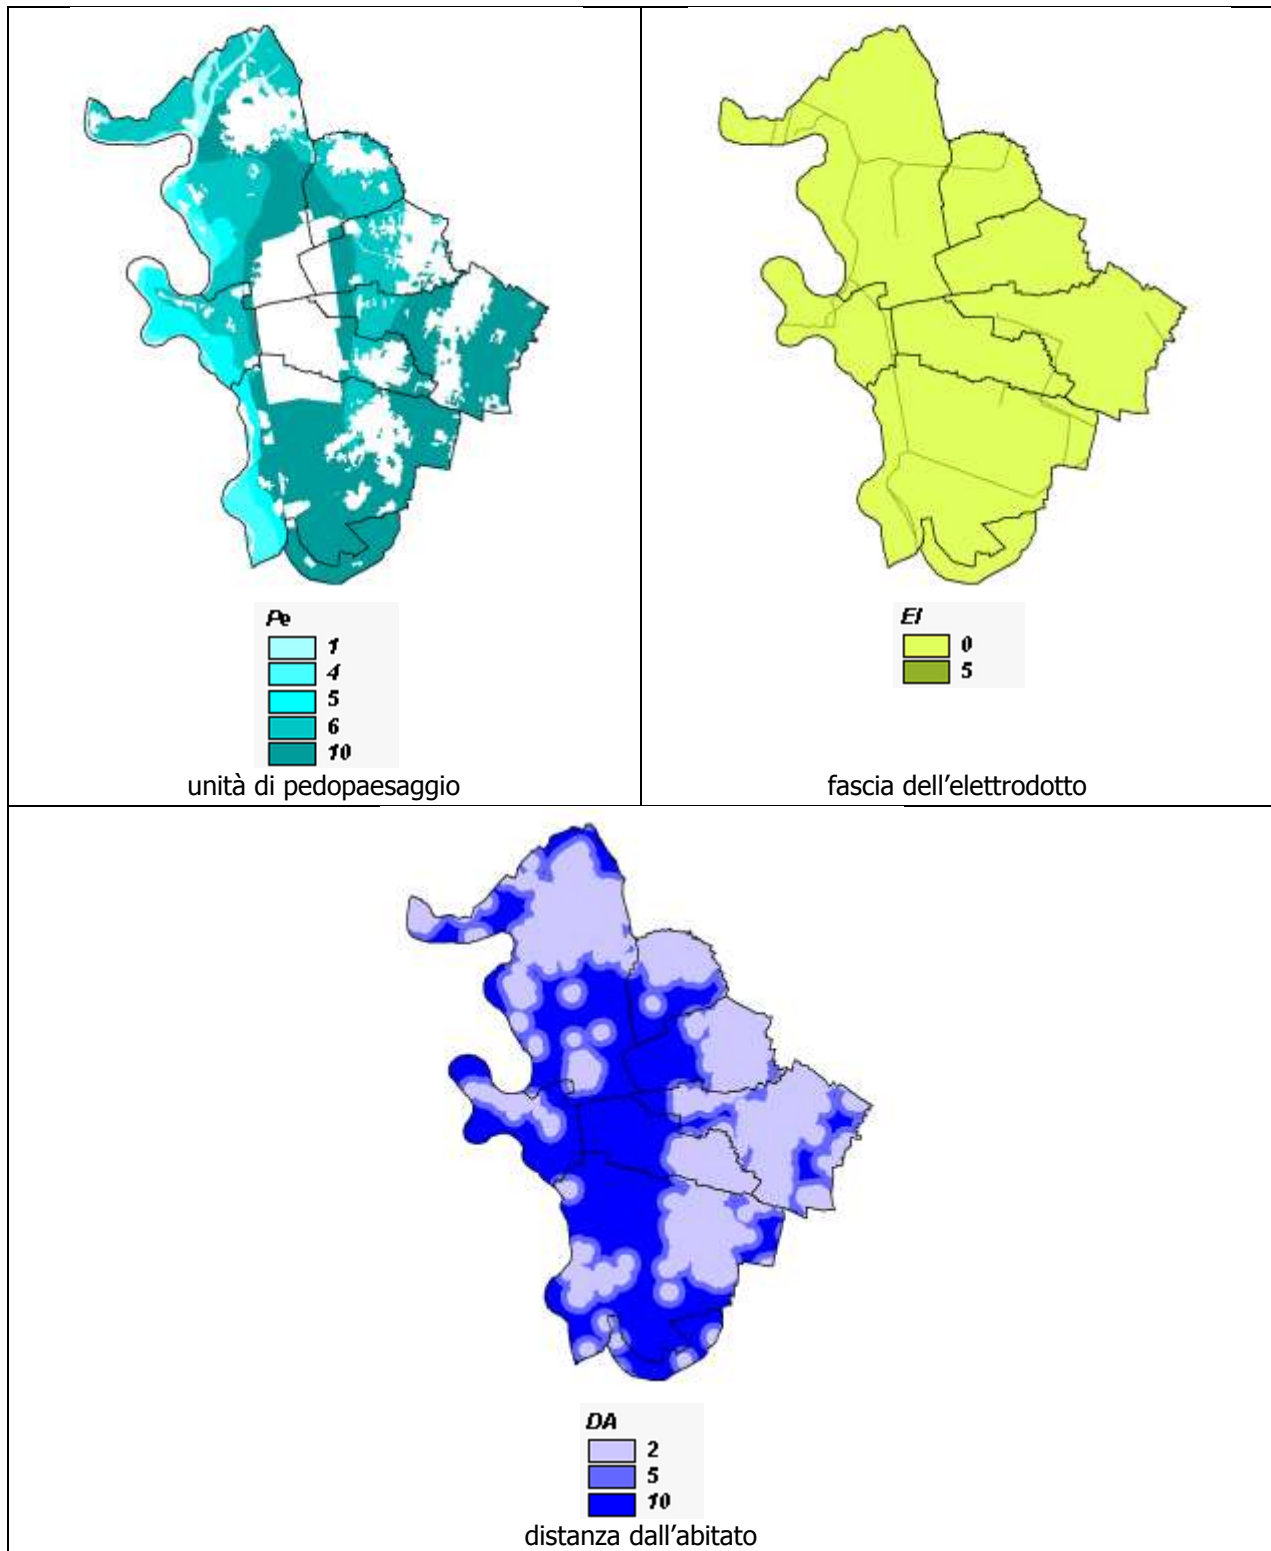 Pe
1
4
5
6
10
unità di pedopaesaggio
El
0
5
fascia dell’elettrodotto
DA
2
5
10
distanza dall’abitato